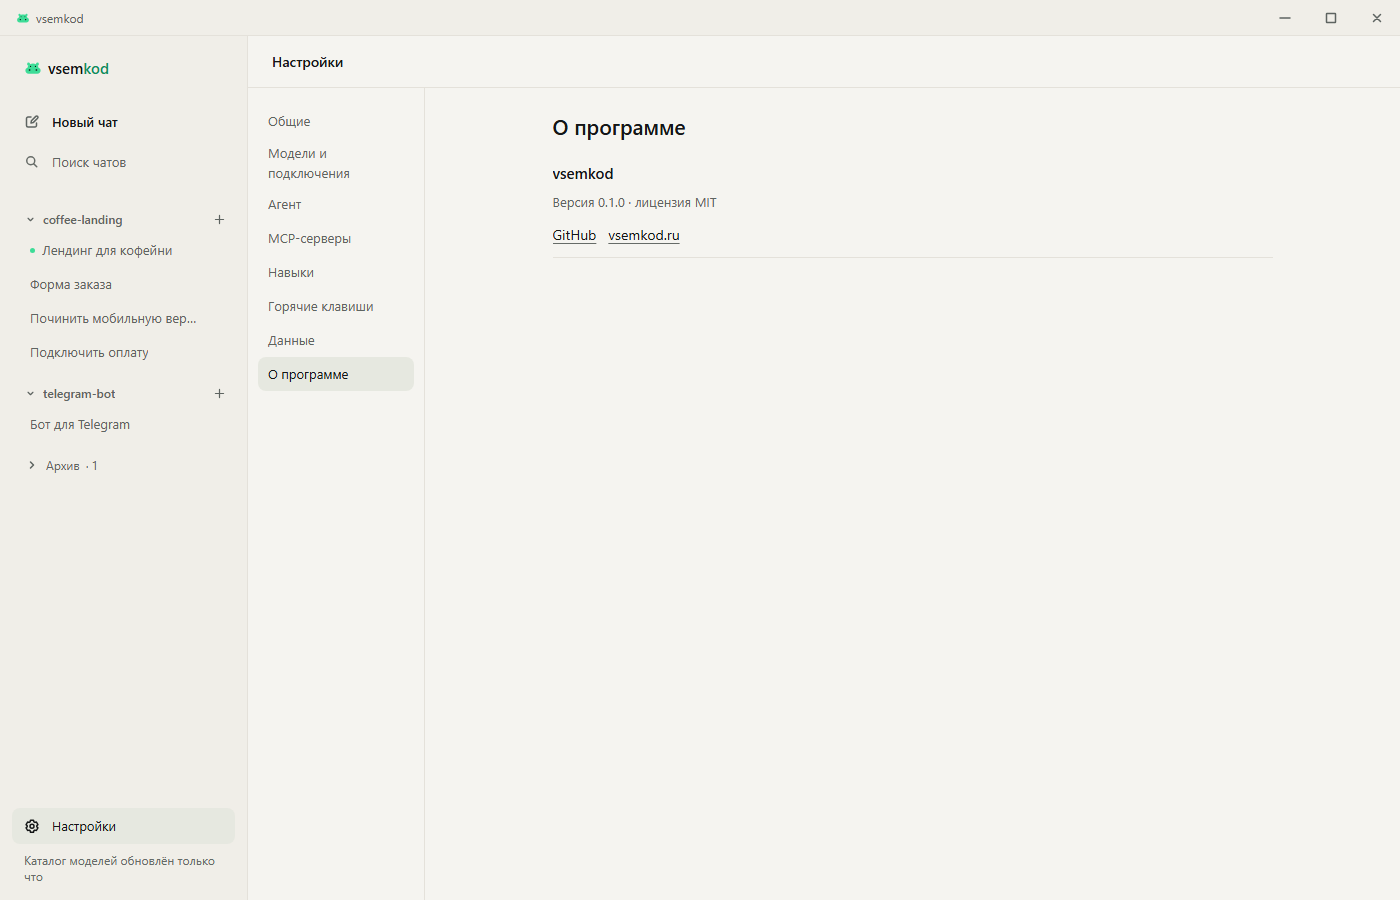 vsemkod
vsemkod
Новый чат
Поиск чатов
coffee-landing
Лендинг для кофейни
Форма заказа
Починить мобильную вер...
Подключить оплату
telegram-bot
Бот для Telegram
Архив · 1
Настройки
Каталог моделей обновлён только
что
Настройки
Общие
Модели и
подключения
Агент
MCP-серверы
Навыки
Горячие клавиши
Данные
О программе
О программе
vsemkod
Версия 0.1.0 · лицензия MIT
GitHub vsemkod.ru